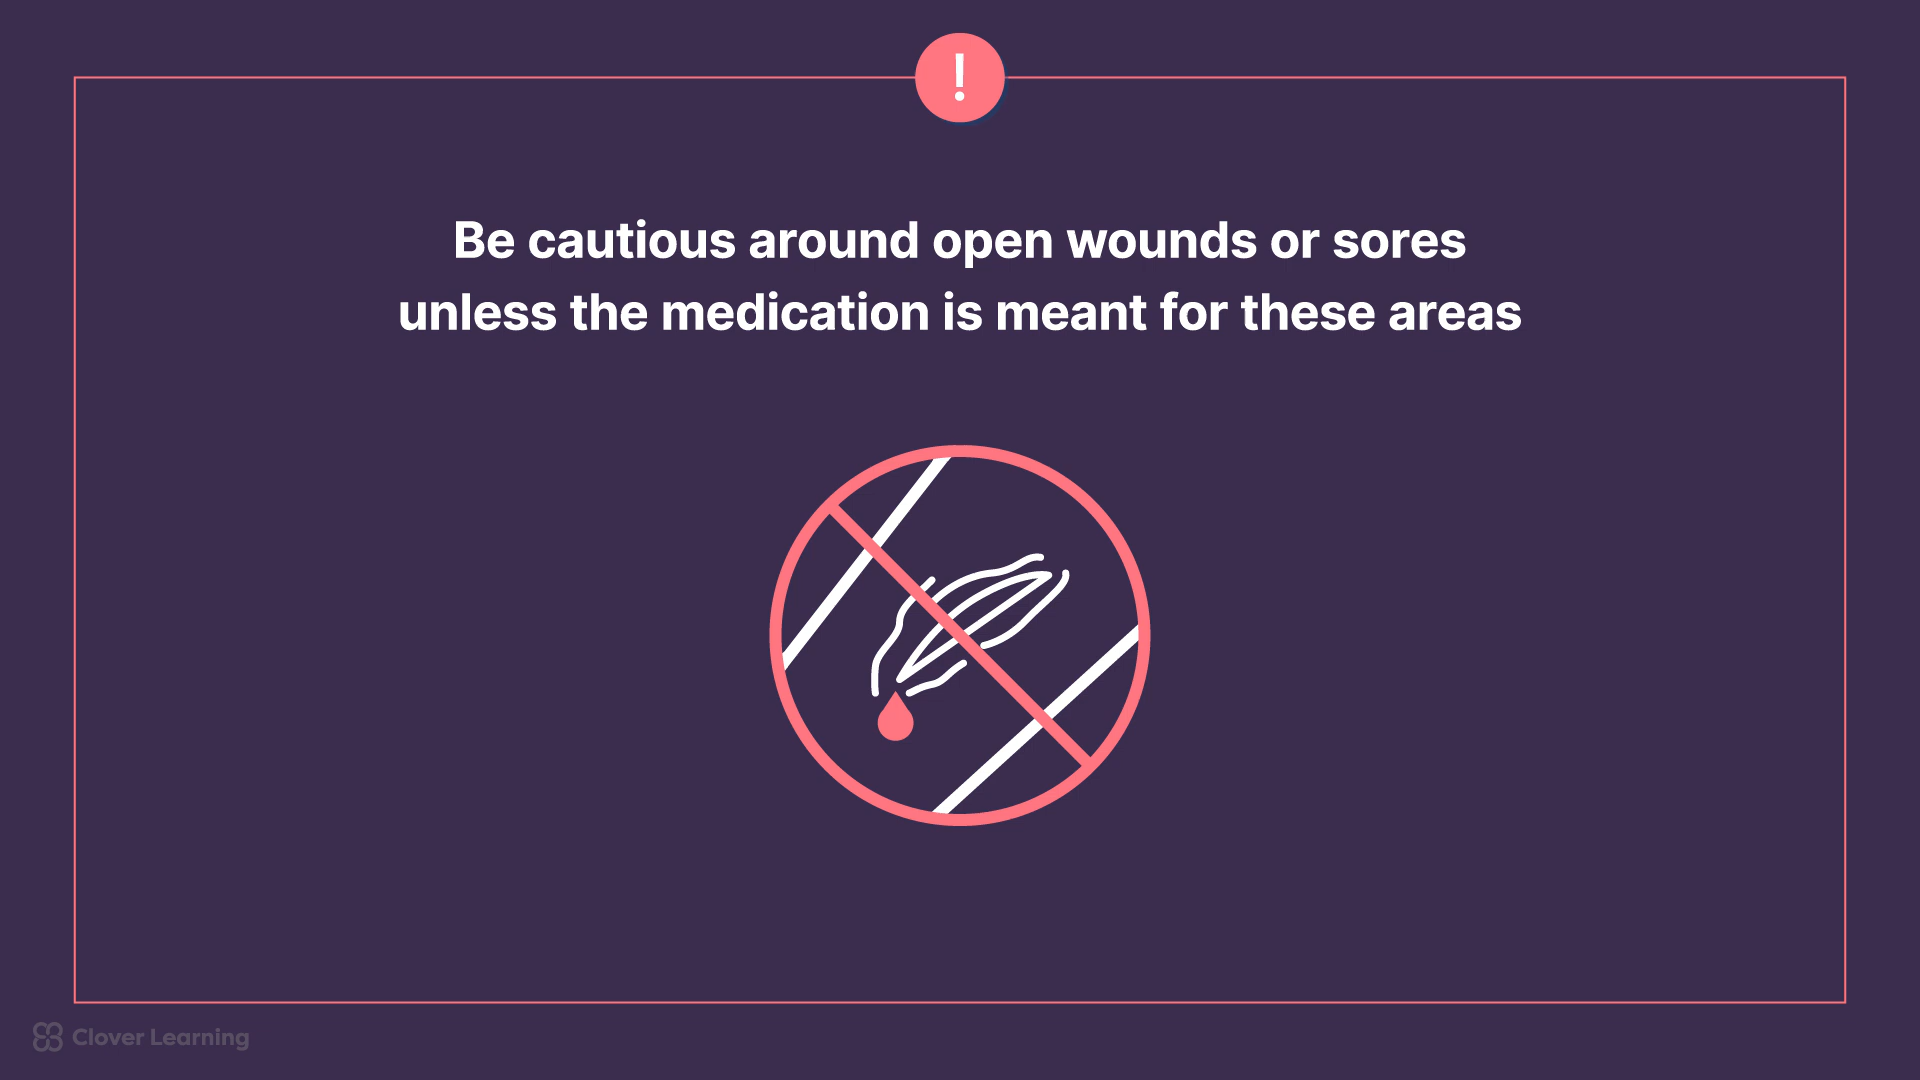 !
Be cautious around open wounds or sores
unless the medication is meant for these areas
Clover Learning